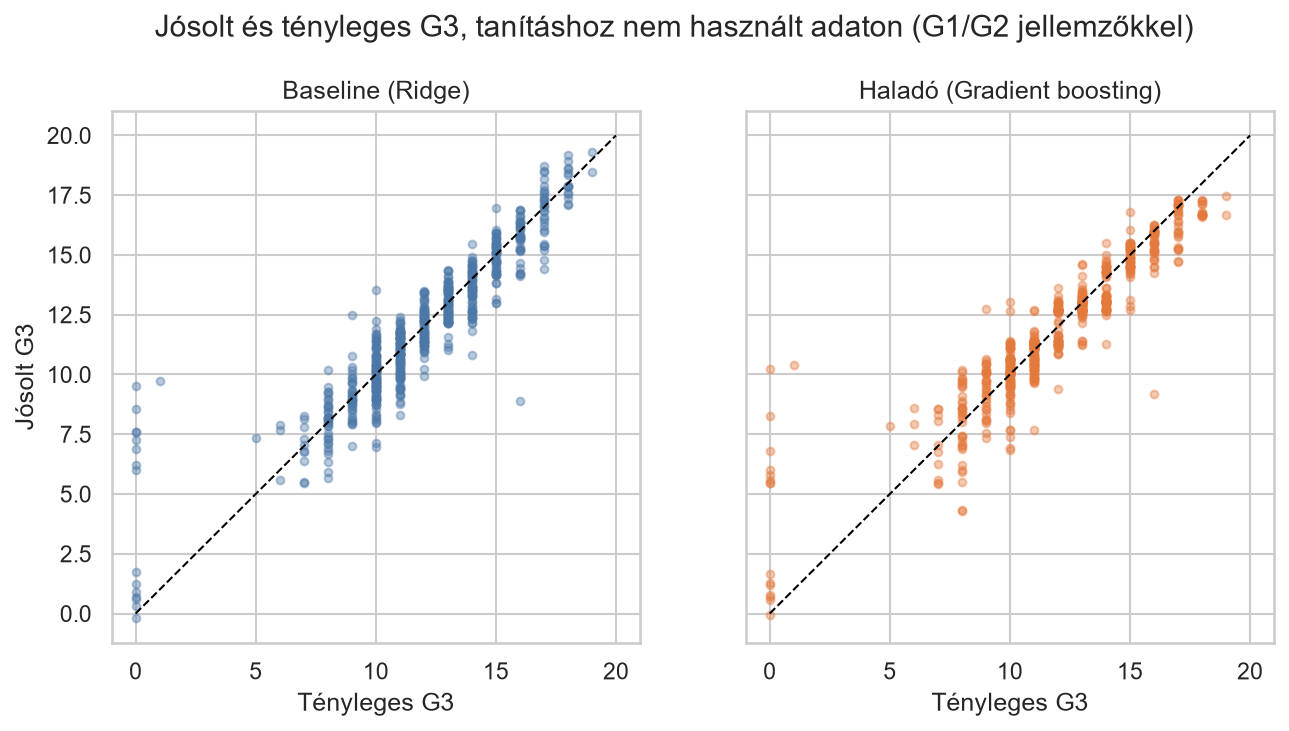 Jósolt és tényleges G3, tanításhoz nem használt adaton (G1/G2 jellemzőkkel)
Baseline (Ridge)
Haladó (Gradient boosting)
Jósolt G3
20.0
17.5
15.0
12.5
10.0
7.5
5.0
2.5
0.0
0 5 10 15 20
0 5 10 15 20
Tényleges G3
Tényleges G3